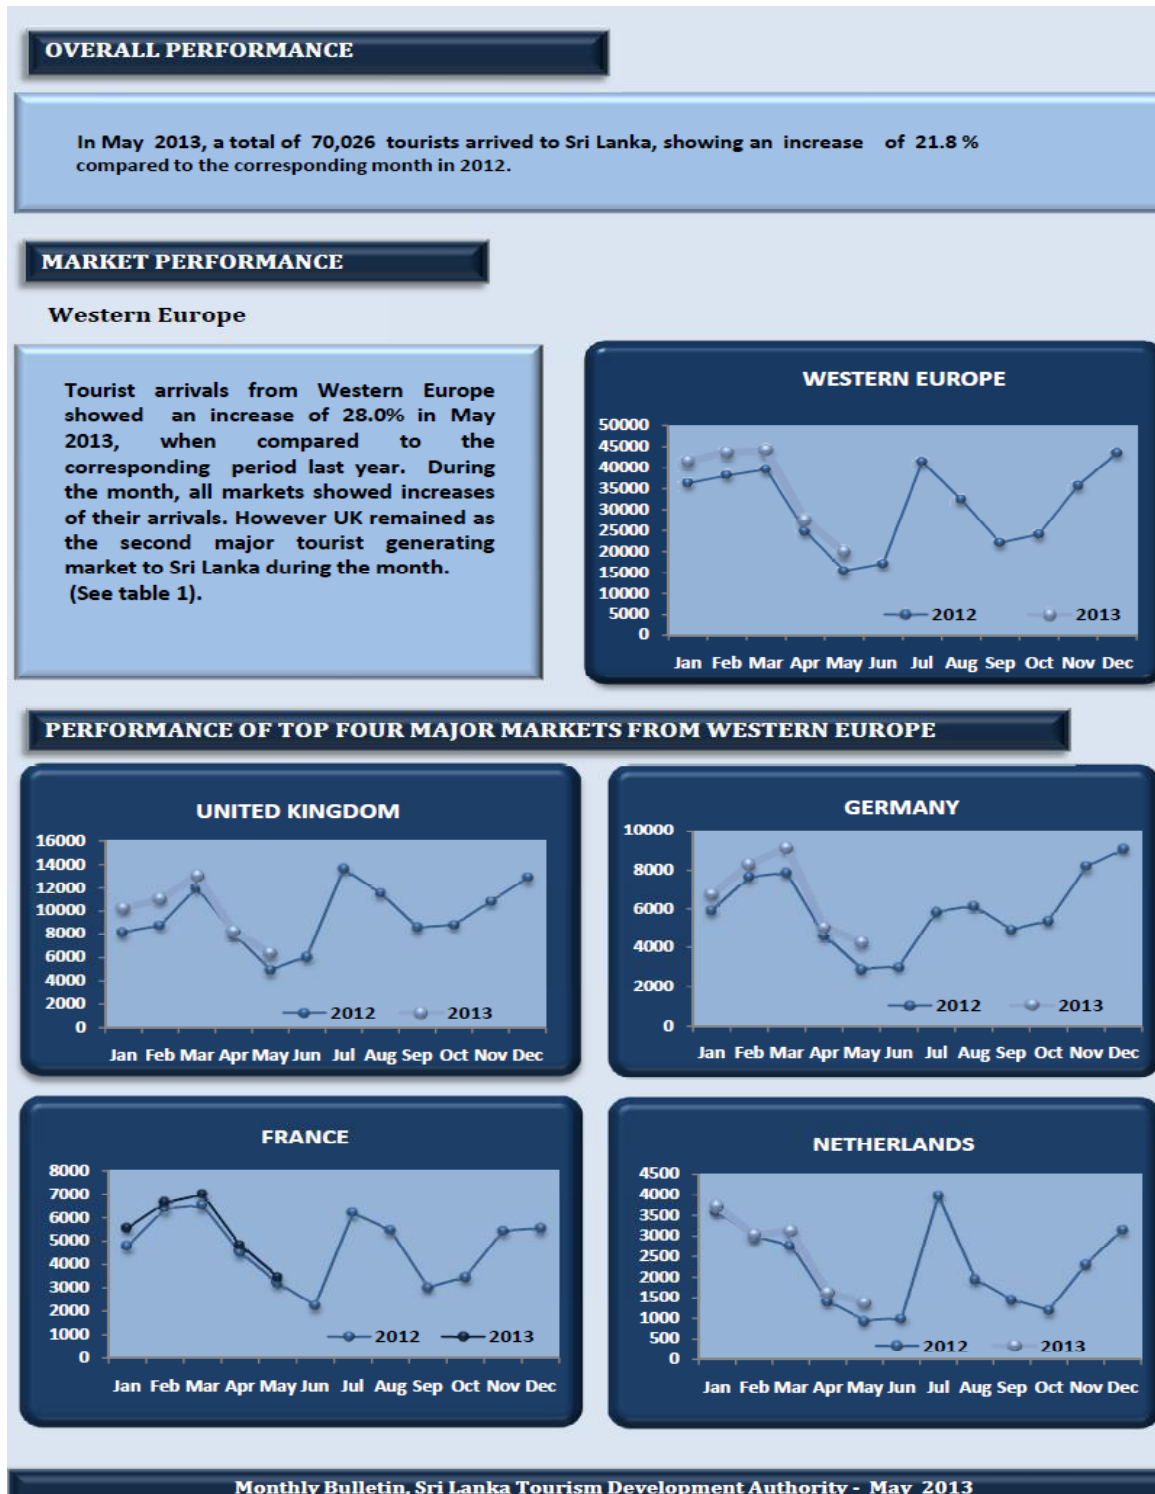 OVERALL PERFORMANCE
In May 2013, a total of 70,026 tourists arrived to Sri Lanka, showing an increase of 21.8 %
compared to the corresponding month in 2012.
MARKET PERFORMANCE
Western Europe
Tourist arrivals from Western Europe
showed an increase of 28.0% in May
2013, when compared to the
corresponding period last year. During
the month, all markets showed increases
of their arrivals. However UK remained as
the second major tourist generating
market to Sri Lanka during the month.
(See table 1).
WESTERN EUROPE
50000
45000
40000
35000
30000
25000
20000
15000
10000
5000
0
2012 2013
Jan Feb Mar Apr May Jun Jul Aug Sep Oct Nov Dec
PERFORMANCE OF TOP FOUR MAJOR MARKETS FROM WESTERN EUROPE
UNITED KINGDOM
16000
14000
12000
10000
8000
6000
4000
2000
0
2012 2013
Jan Feb Mar Apr May Jun Jul Aug Sep Oct Nov Dec
GERMANY
10000
8000
6000
4000
2000
0
2012 2013
Jan Feb Mar Apr May Jun Jul Aug Sep Oct Nov Dec
FRANCE
8000
7000
6000
5000
4000
3000
2000
1000
0
2012 2013
Jan Feb Mar Apr May Jun Jul Aug Sep Oct Nov Dec
NETHERLANDS
4500
4000
3500
3000
2500
2000
1500
1000
500
0
2012 2013
Jan Feb Mar Apr May Jun Jul Aug Sep Oct Nov Dec
Monthly Bulletin, Sri Lanka Tourism Development Authority - May 2013